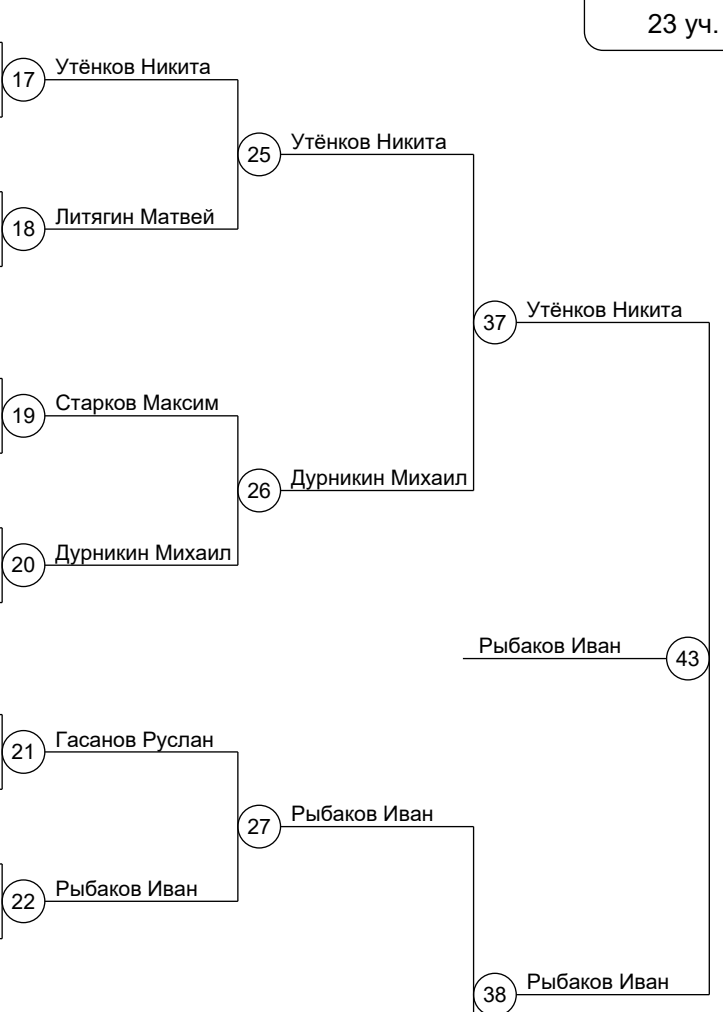 23 уч.
17 Утёнков Никита
25 Утёнков Никита
18 Литягин Матвей
37 Утёнков Никита
19 Старков Максим
26 Дурникин Михаил
20 Дурникин Михаил
Рыбаков Иван 43
21 Гасанов Руслан
27 Рыбаков Иван
22 Рыбаков Иван
38 Рыбаков Иван